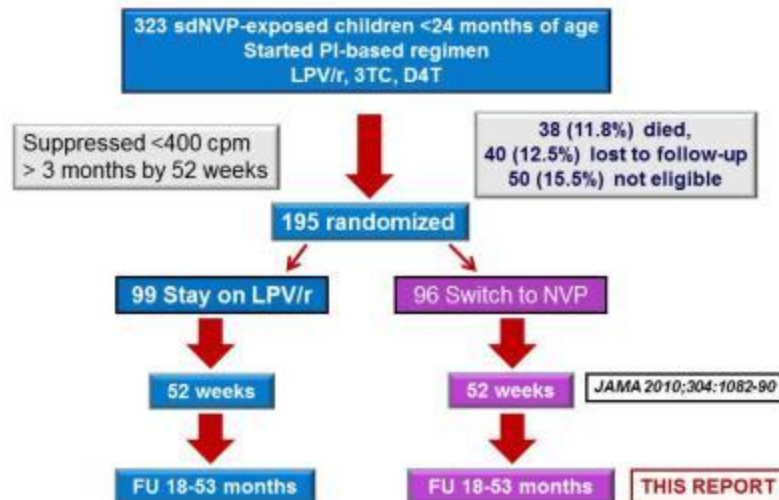 323 sdNVP-exposed children <24 months of age
Started PI-based regimen
LPV/r, 3TC, D4T
Suppressed <400 cpm
> 3 months by 52 weeks
38 (11.8%) died,
40 (12.5%) lost to follow-up
50 (15.5%) not eligible
195 randomized
99 Stay on LPV/r
96 Switch to NVP
52 weeks
52 weeks
JAMA 2010;304:1082-90
FU 18-53 months
FU 18-53 months
THIS REPORT